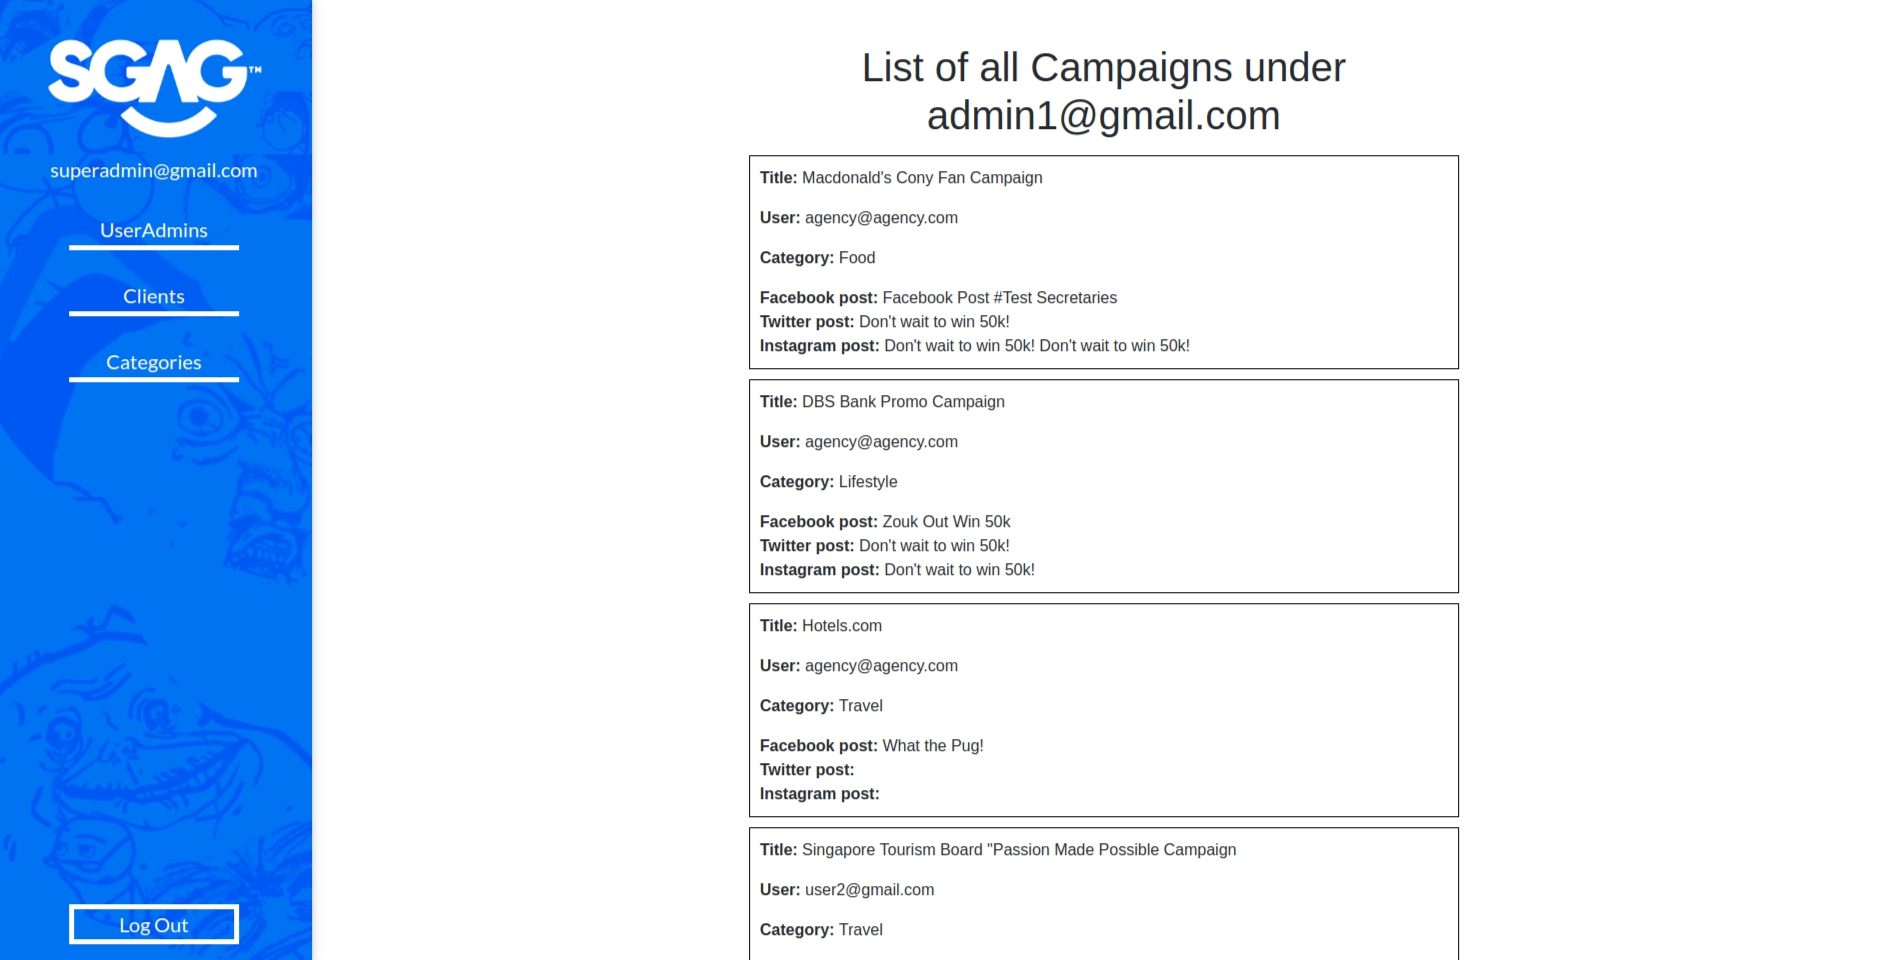 SGAG™
superadmin@gmail.com
UserAdmins
Clients
Categories
Log Out
List of all Campaigns under
admin1@gmail.com
Title: Macdonald's Cony Fan Campaign
User: agency@agency.com
Category: Food
Facebook post: Facebook Post #Test Secretaries
Twitter post: Don't wait to win 50k!
Instagram post: Don't wait to win 50k! Don't wait to win 50k!
Title: DBS Bank Promo Campaign
User: agency@agency.com
Category: Lifestyle
Facebook post: Zouk Out Win 50k
Twitter post: Don't wait to win 50k!
Instagram post: Don't wait to win 50k!
Title: Hotels.com
User: agency@agency.com
Category: Travel
Facebook post: What the Pug!
Twitter post:
Instagram post:
Title: Singapore Tourism Board "Passion Made Possible Campaign
User: user2@gmail.com
Category: Travel